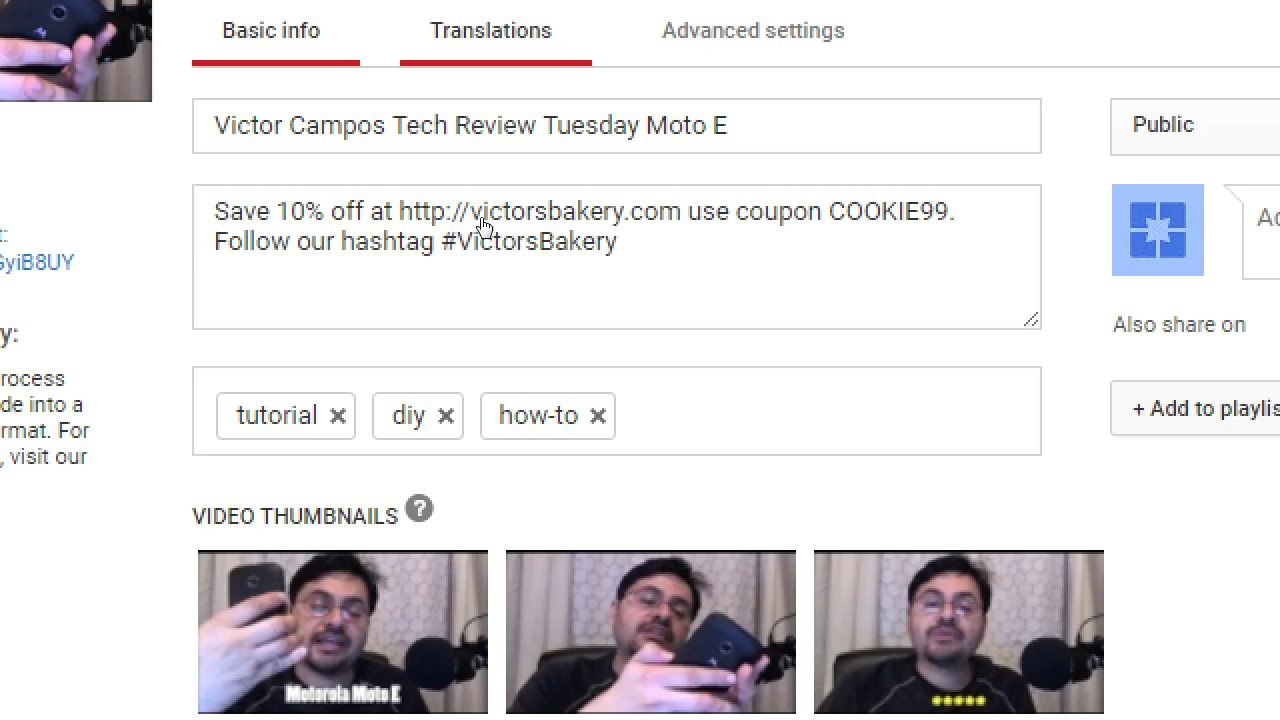 Basic info
Translations
Advanced settings
Victor Campos Tech Review Tuesday Moto E
Public
Save 10% off at http://victorsbakery.com use coupon COOKIE99.
Follow our hashtag #VictorsBakery
t:
GyiB8UY
y:
rocess
de into a
rmat. For
, visit our
Ad
Also share on
+ Add to playlis
tutorial
diy
how-to
VIDEO THUMBNAILS ?
Motorola Moto E